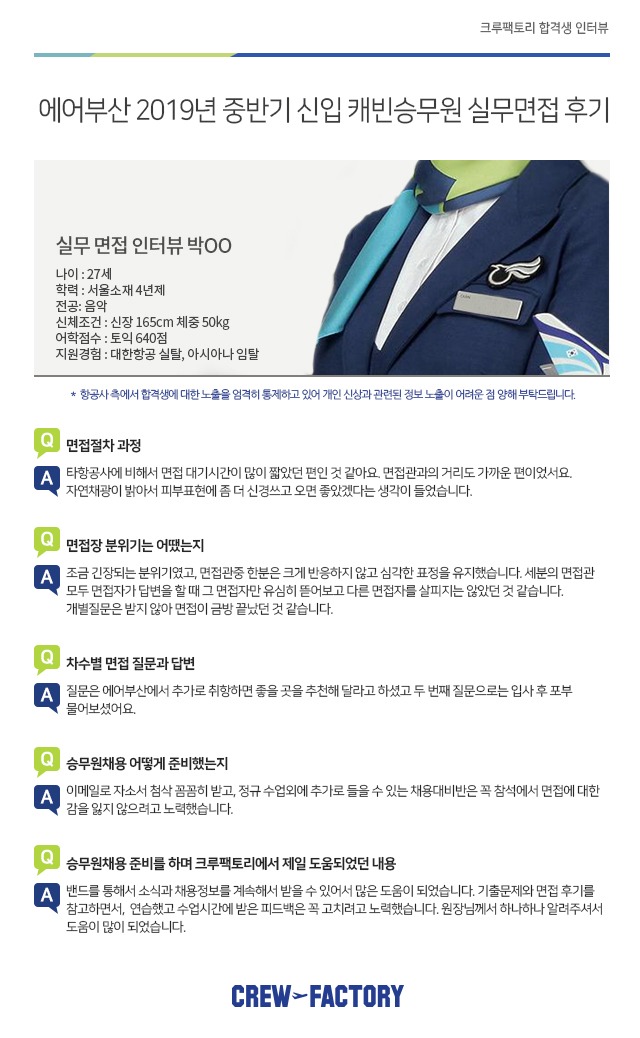 크루팩토리 합격생 인터뷰
에어부산 2019년 중반기 신입 캐빈승무원 실무면접 후기
실무 면접 인터뷰 박OO
나이 : 27세
학력 : 서울소재 4년제
전공: 음악
신체조건 : 신장 165cm 체중 50kg
어학점수 : 토익 640점
지원경험 : 대한항공 실탈, 아시아나 임탈
* 항공사 측에서 합격생에 대한 노출을 엄격히 통제하고 있어 개인 신상과 관련된 정보 노출이 어려운 점 양해 부탁드립니다.
Q 면접절차 과정
A 타항공사에 비해서 면접 대기시간이 많이 짧았던 편인 것 같아요. 면접관과의 거리도 가까운 편이었어요.
자연채광이 밝아서 피부표현에 좀 더 신경쓰고 오면 좋았겠다는 생각이 들었습니다.
Q 면접장 분위기는 어땠는지
A 조금 긴장되는 분위기였고, 면접관중 한분은 크게 반응하지 않고 심각한 표정을 유지했습니다. 세분의 면접관
모두 면접자가 답변을 할 때 그 면접자만 유심히 뜯어보고 다른 면접자를 살피지는 않았던 것 같습니다.
개별질문은 받지 않아 면접이 금방 끝났던 것 같습니다.
Q 차수별 면접 질문과 답변
A 질문은 에어부산에서 추가로 취항하면 좋을 곳을 추천해 달라고 하셨고 두 번째 질문으로는 입사 후 포부
물어보셨어요.
Q 승무원채용 어떻게 준비했는지
A 이메일로 자소서 첨삭 꼼꼼히 받고, 정규 수업외에 추가로 들을 수 있는 채용대비반은 꼭 참석에서 면접에 대한
감을 잃지 않으려고 노력했습니다.
Q 승무원채용 준비를 하며 크루팩토리에서 제일 도움되었던 내용
A 밴드를 통해서 소식과 채용정보를 계속해서 받을 수 있어서 많은 도움이 되었습니다. 기출문제와 면접 후기를
참고하면서, 연습했고 수업시간에 받은 피드백은 꼭 고치려고 노력했습니다. 원장님께서 하나하나 알려주셔서
도움이 많이 되었습니다.
CREW FACTORY